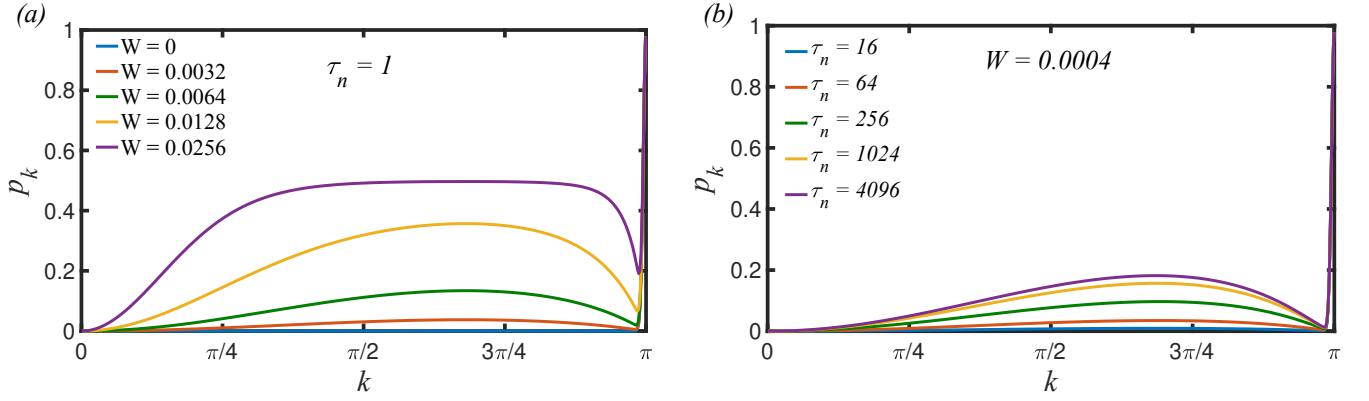 (a)
τn = 1
W = 0
W = 0.0032
W = 0.0064
W = 0.0128
W = 0.0256
1
0.8
0.6
0.4
0.2
0
pk
0 π/4 π/2 3π/4 π
k
(b)
W = 0.0004
τn = 16
τn = 64
τn = 256
τn = 1024
τn = 4096
1
0.8
0.6
0.4
0.2
0
pk
0 π/4 π/2 3π/4 π
k